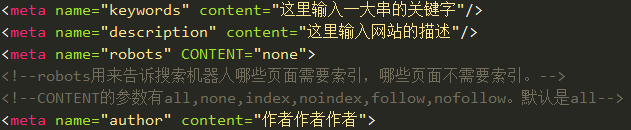 <meta name="keywords" content="这里输入一大串的关键字"/>
<meta name="description" content="这里输入网站的描述"/>
<meta name="robots" CONTENT="none">
<!--robots用来告诉搜索机器人哪些页面需要索引，哪些页面不需要索引。-->
<!--CONTENT的参数有all,none,index,noindex,follow,nofollow。默认是all-->
<meta name="author" content="作者作者作者">